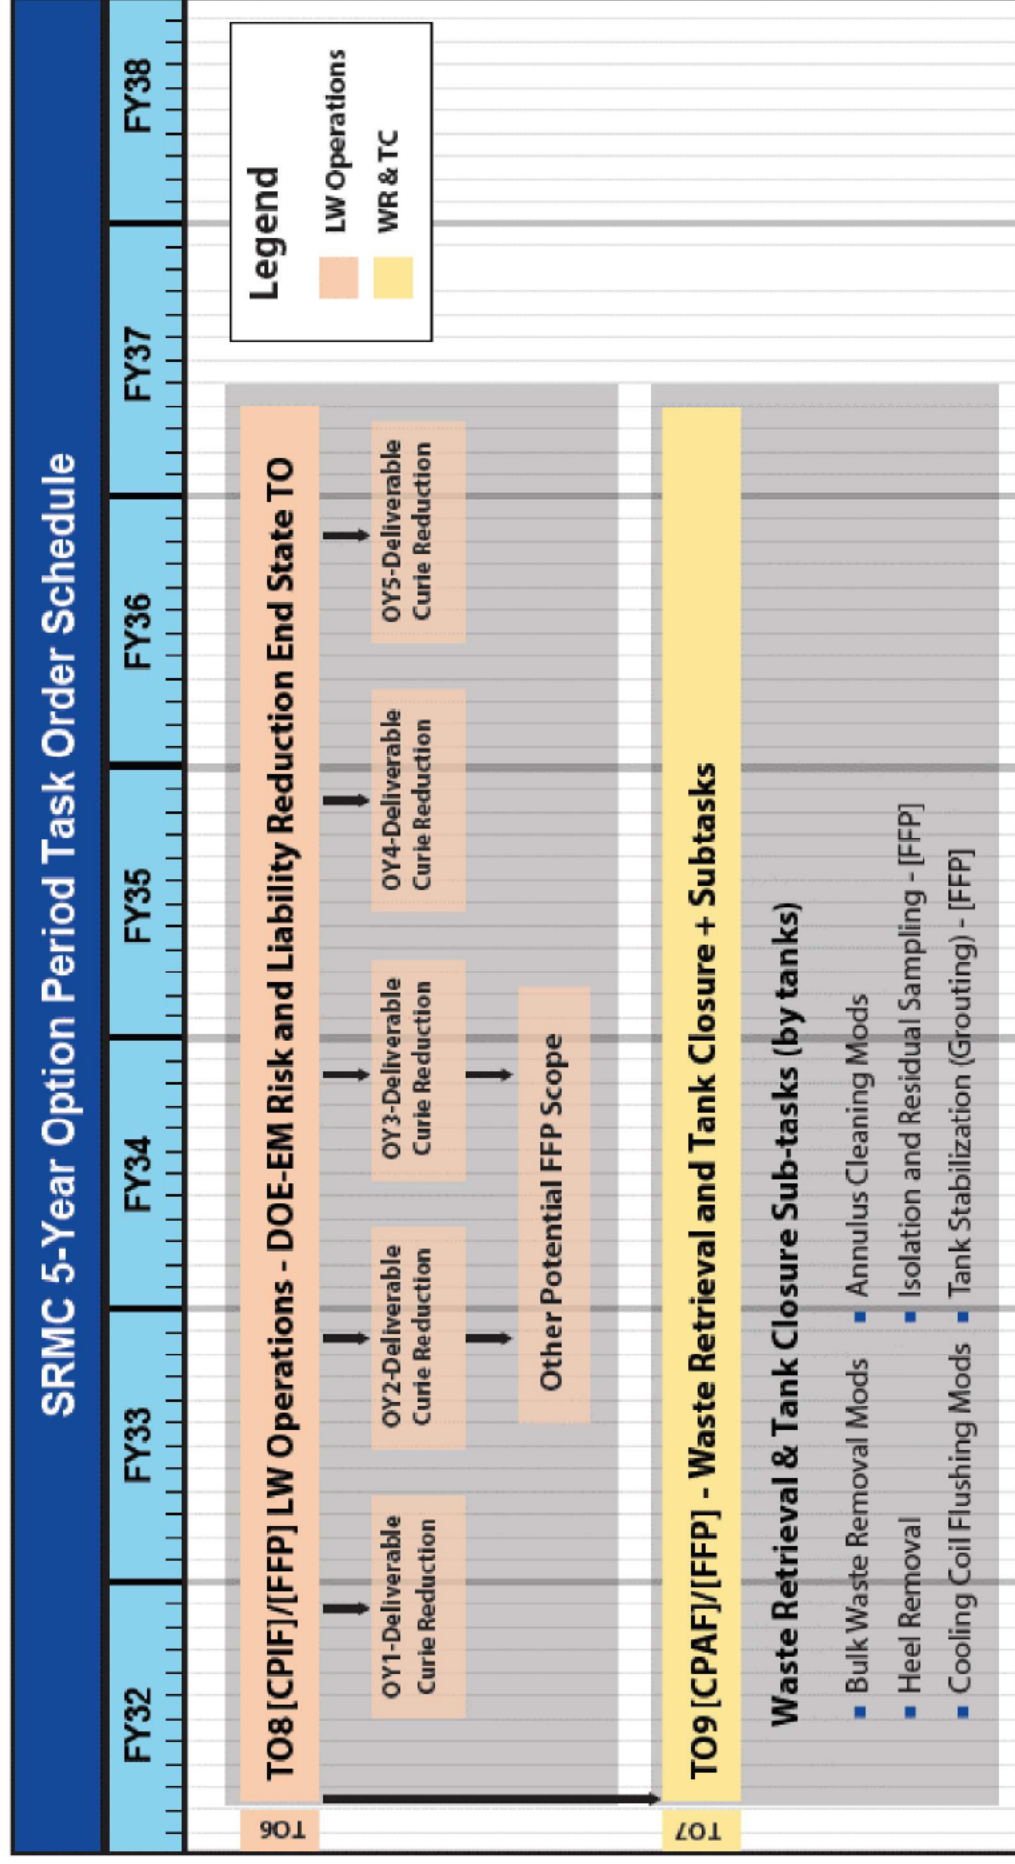 SRMC 5-Year Option Period Task Order Schedule
FY32 FY33 FY34 FY35 FY36 FY37 FY38
TO6
TO8 [CPIF]/[FFP] LW Operations - DOE-EM Risk and Liability Reduction End State TO
OY1-Deliverable
Curie Reduction
OY2-Deliverable
Curie Reduction
OY3-Deliverable
Curie Reduction
OY4-Deliverable
Curie Reduction
OY5-Deliverable
Curie Reduction
Other Potential FFP Scope
Legend
LW Operations
WR & TC
TO7
TO9 [CPAF]/[FFP] - Waste Retrieval and Tank Closure + Subtasks
Waste Retrieval & Tank Closure Sub-tasks (by tanks)
▪ Bulk Waste Removal Mods
▪ Heel Removal
▪ Cooling Coil Flushing Mods
▪ Annulus Cleaning Mods
▪ Isolation and Residual Sampling - [FFP]
▪ Tank Stabilization (Grouting) - [FFP]